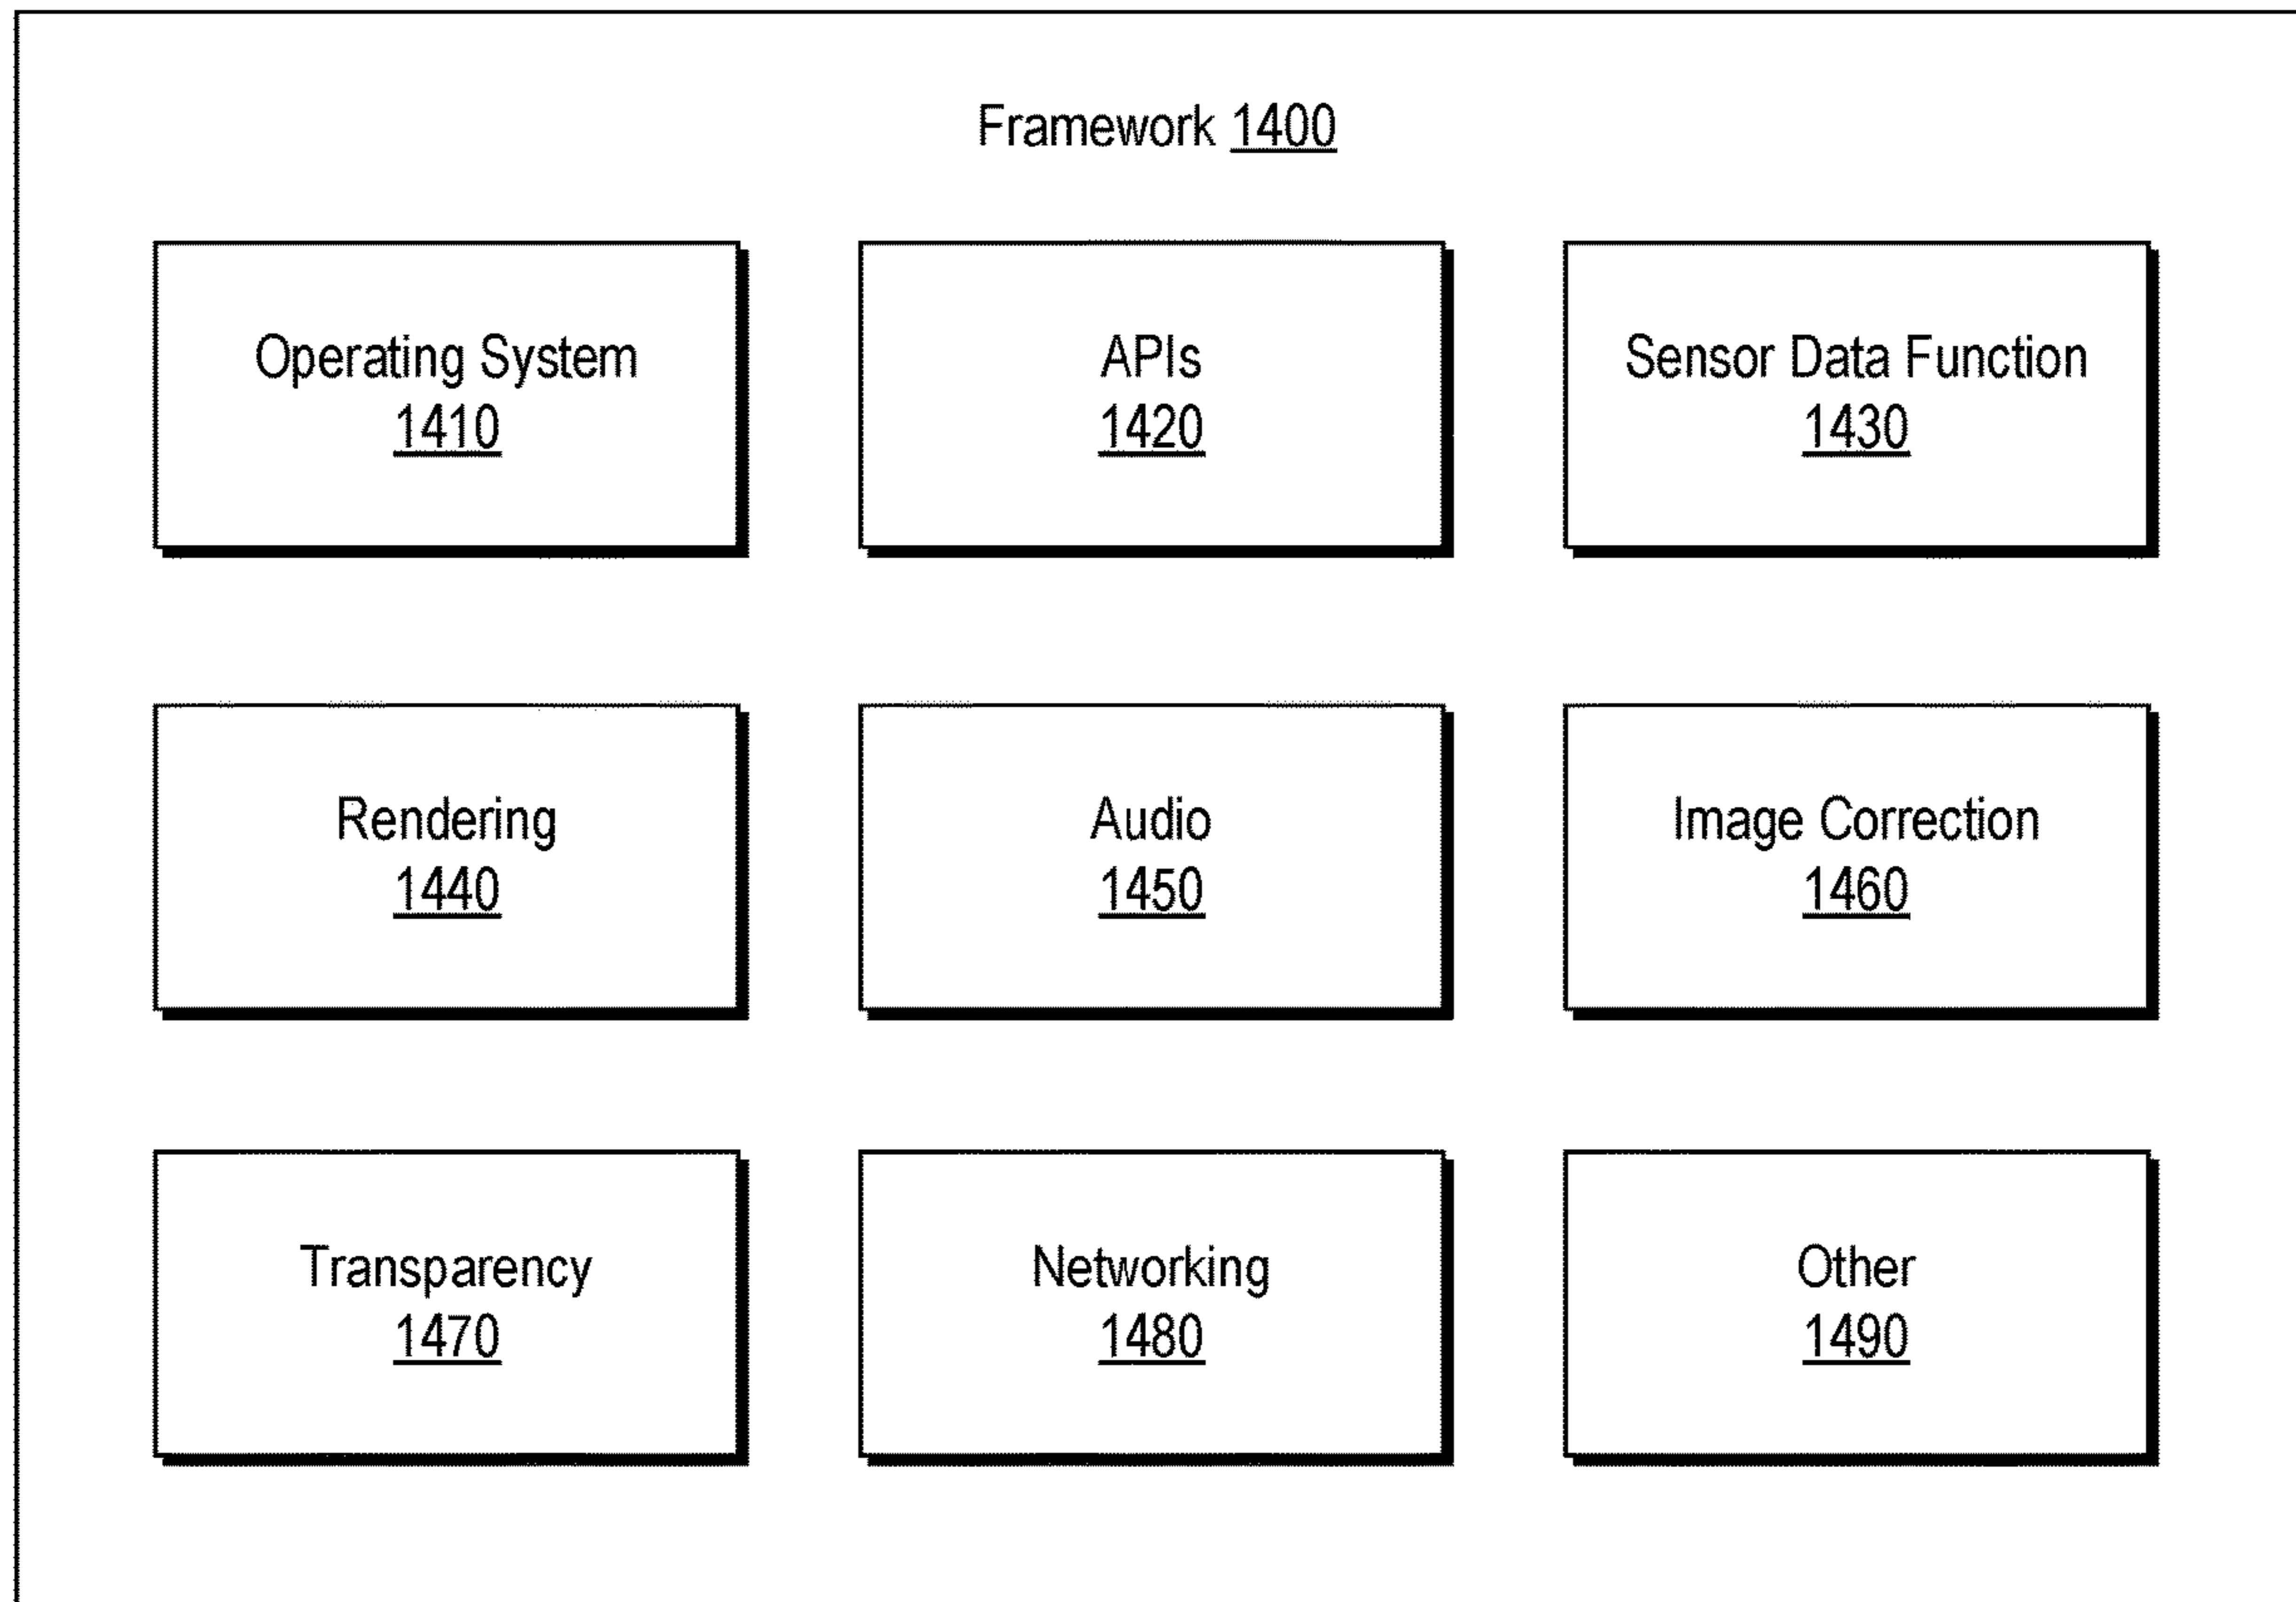 Framework 1400
Operating System
1410
APIs
1420
Sensor Data Function
1430
Rendering
1440
Audio
1450
Image Correction
1460
Transparency
1470
Networking
1480
Other
1490